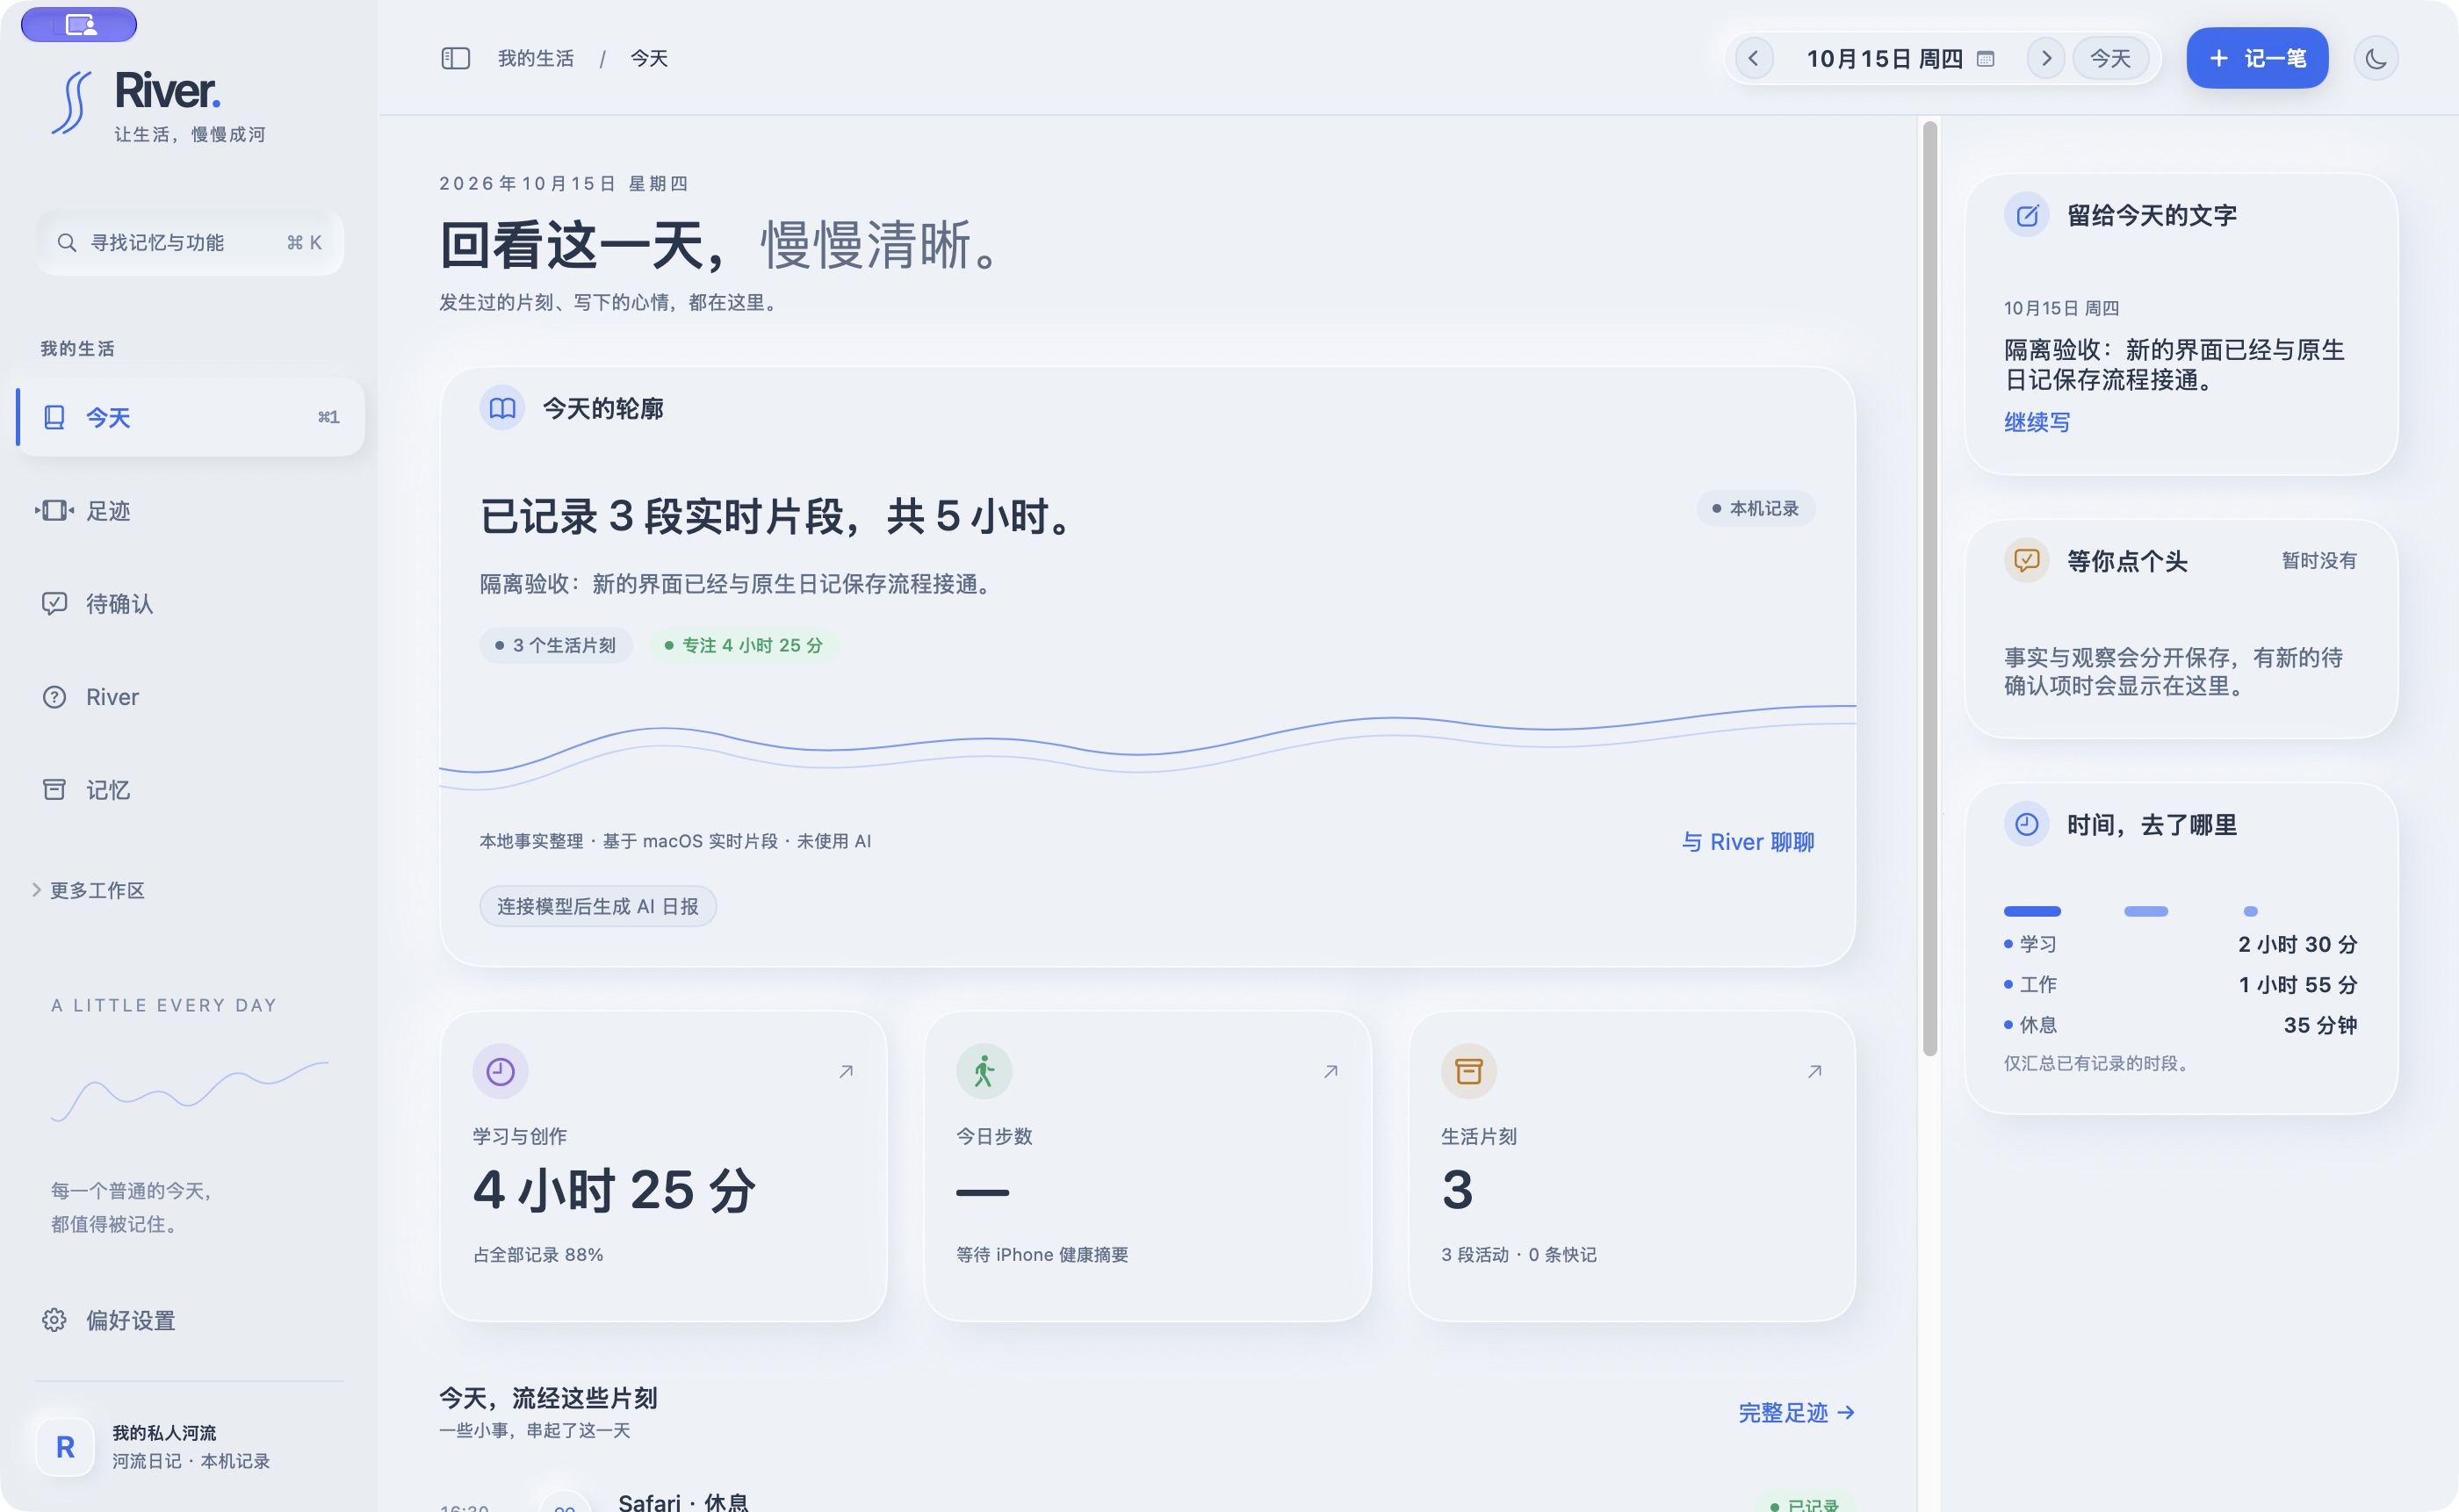 River.
让生活，慢慢成河
寻找记忆与功能 ⌘ K
我的生活
今天 ⌘1
足迹
待确认
River
记忆
更多工作区
A LITTLE EVERY DAY
每一个普通的今天，
都值得被记住。
偏好设置
R
我的私人河流
河流日记 · 本机记录
我的生活 / 今天
10月15日 周四
今天
+ 记一笔
2026年10月15日 星期四
回看这一天，慢慢清晰。
发生过的片刻、写下的心情，都在这里。
今天的轮廓
已记录 3 段实时片段，共 5 小时。
本机记录
隔离验收：新的界面已经与原生日记保存流程接通。
3 个生活片刻
专注 4 小时 25 分
本地事实整理 · 基于 macOS 实时片段 · 未使用 AI
与 River 聊聊
连接模型后生成 AI 日报
学习与创作
4 小时 25 分
占全部记录 88%
今日步数
—
等待 iPhone 健康摘要
生活片刻
3
3 段活动 · 0 条快记
今天，流经这些片刻
一些小事，串起了这一天
完整足迹 →
16:30
Safari · 休息
已记录
留给今天的文字
10月15日 周四
隔离验收：新的界面已经与原生
日记保存流程接通。
继续写
等你点个头
暂时没有
事实与观察会分开保存，有新的待
确认项时会显示在这里。
时间，去了哪里
学习 2 小时 30 分
工作 1 小时 55 分
休息 35 分钟
仅汇总已有记录的时段。